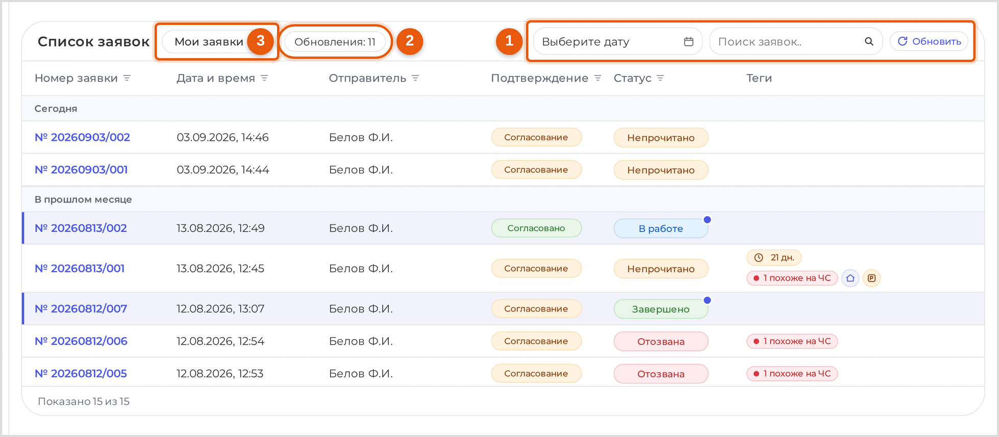 Список заявок Мои заявки 3 Обновления: 11 2 1 Выберите дату Поиск заявок.. Обновить
Номер заявки Дата и время Отправитель Подтверждение Статус Теги
Сегодня
№ 20260903/002 03.09.2026, 14:46 Белов Ф.И. Согласование Непрочитано
№ 20260903/001 03.09.2026, 14:44 Белов Ф.И. Согласование Непрочитано
В прошлом месяце
№ 20260813/002 13.08.2026, 12:49 Белов Ф.И. Согласовано В работе
21 дн.
№ 20260813/001 13.08.2026, 12:45 Белов Ф.И. Согласование Непрочитано
1 похоже на ЧС P
№ 20260812/007 12.08.2026, 13:07 Белов Ф.И. Согласование Завершено
№ 20260812/006 12.08.2026, 12:54 Белов Ф.И. Согласование Отозвана 1 похоже на ЧС
№ 20260812/005 12.08.2026, 12:53 Белов Ф.И. Согласование Отозвана 1 похоже на ЧС
Показано 15 из 15